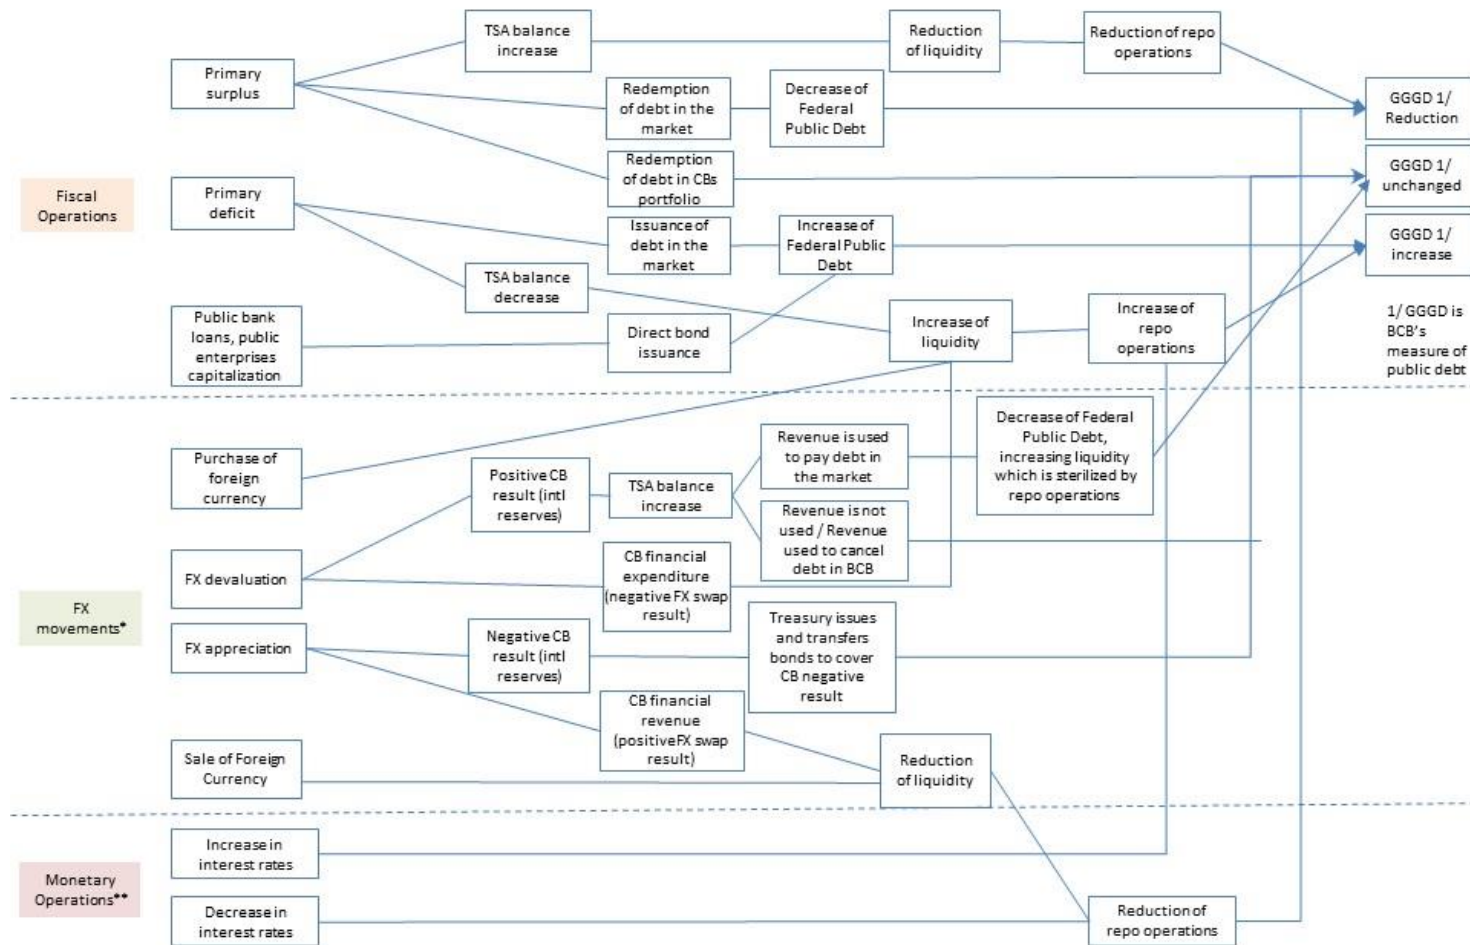 TSA balance
increase
Reduction
of liquidity
Reduction of repo
operations
Primary
surplus
Redemption
of debt in the
market
Decrease of
Federal
Public Debt
GGGD 1/
Reduction
Redemption
of debt in CBs
portfolio
GGGD 1/
unchanged
Fiscal
Operations
Primary
deficit
Issuance of
debt in the
market
Increase of
Federal Public
Debt
GGGD 1/
increase
TSA balance
decrease
Public bank
loans, public
enterprises
capitalization
Direct bond
issuance
Increase of
liquidity
Increase of
repo
operations
1/ GGGD is
BCB's
measure of
public debt
Purchase of
foreign
currency
Positive CB
result (intl
reserves)
TSA balance
increase
Revenue is used
to pay debt in
the market
Decrease of Federal
Public Debt,
increasing liquidity
which is sterilized by
repo operations
Revenue is not
used / Revenue
used to cancel
debt in BCB
FX devaluation
CB financial
expenditure
(negative FX swap
result)
FX
movements*
FX appreciation
Negative CB
result (intl
reserves)
Treasury issues
and transfers
bonds to cover
CB negative
result
CB financial
revenue
(positive FX swap
result)
Sale of Foreign
Currency
Reduction
of liquidity
Increase in
interest rates
Monetary
Operations**
Decrease in
interest rates
Reduction of
repo operations